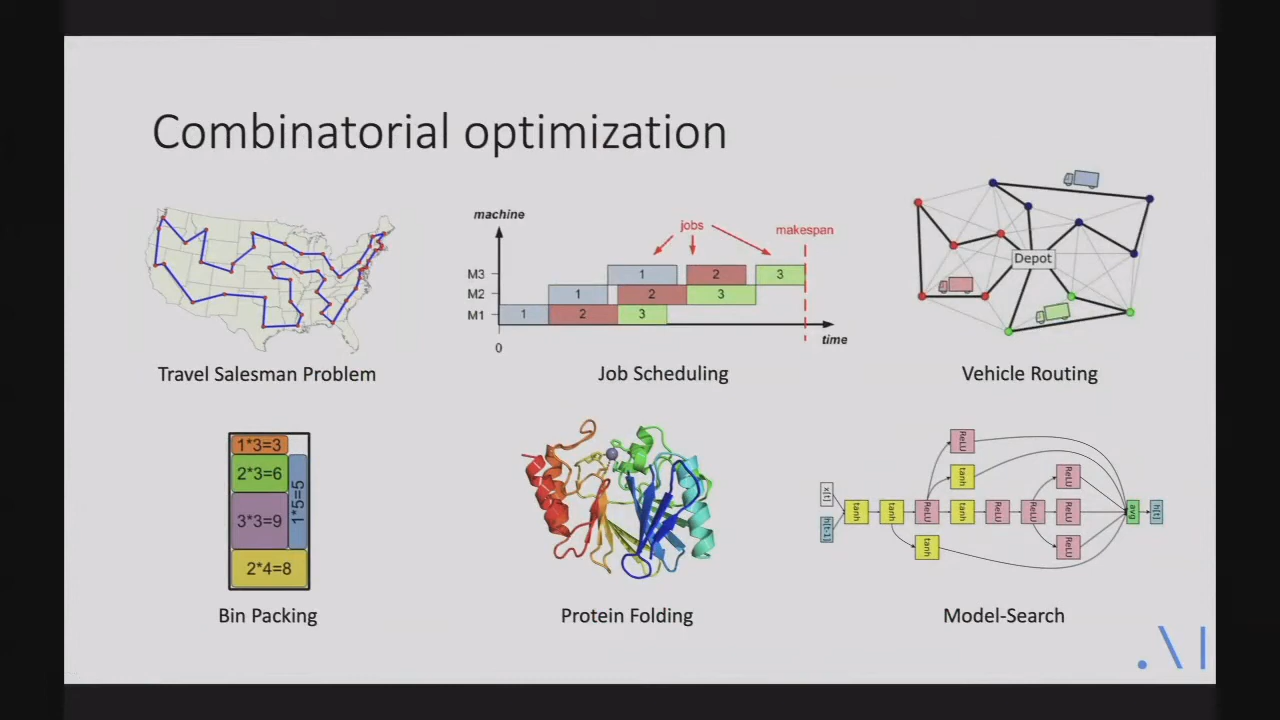 Combinatorial optimization
machine
jobs
makespan
M3
1
2
3
M2
1
2
3
M1
1
2
3
0
time
Depot
Travel Salesman Problem
Job Scheduling
Vehicle Routing
1*3=3
2*3=6
3*3=9
1*5=5
2*4=8
x[t]
h[t-1]
tanh
tanh
ReLU
ReLU
tanh
tanh
tanh
ReLU
ReLU
ReLU
ReLU
ReLU
avg
h[t]
Bin Packing
Protein Folding
Model-Search
.\I